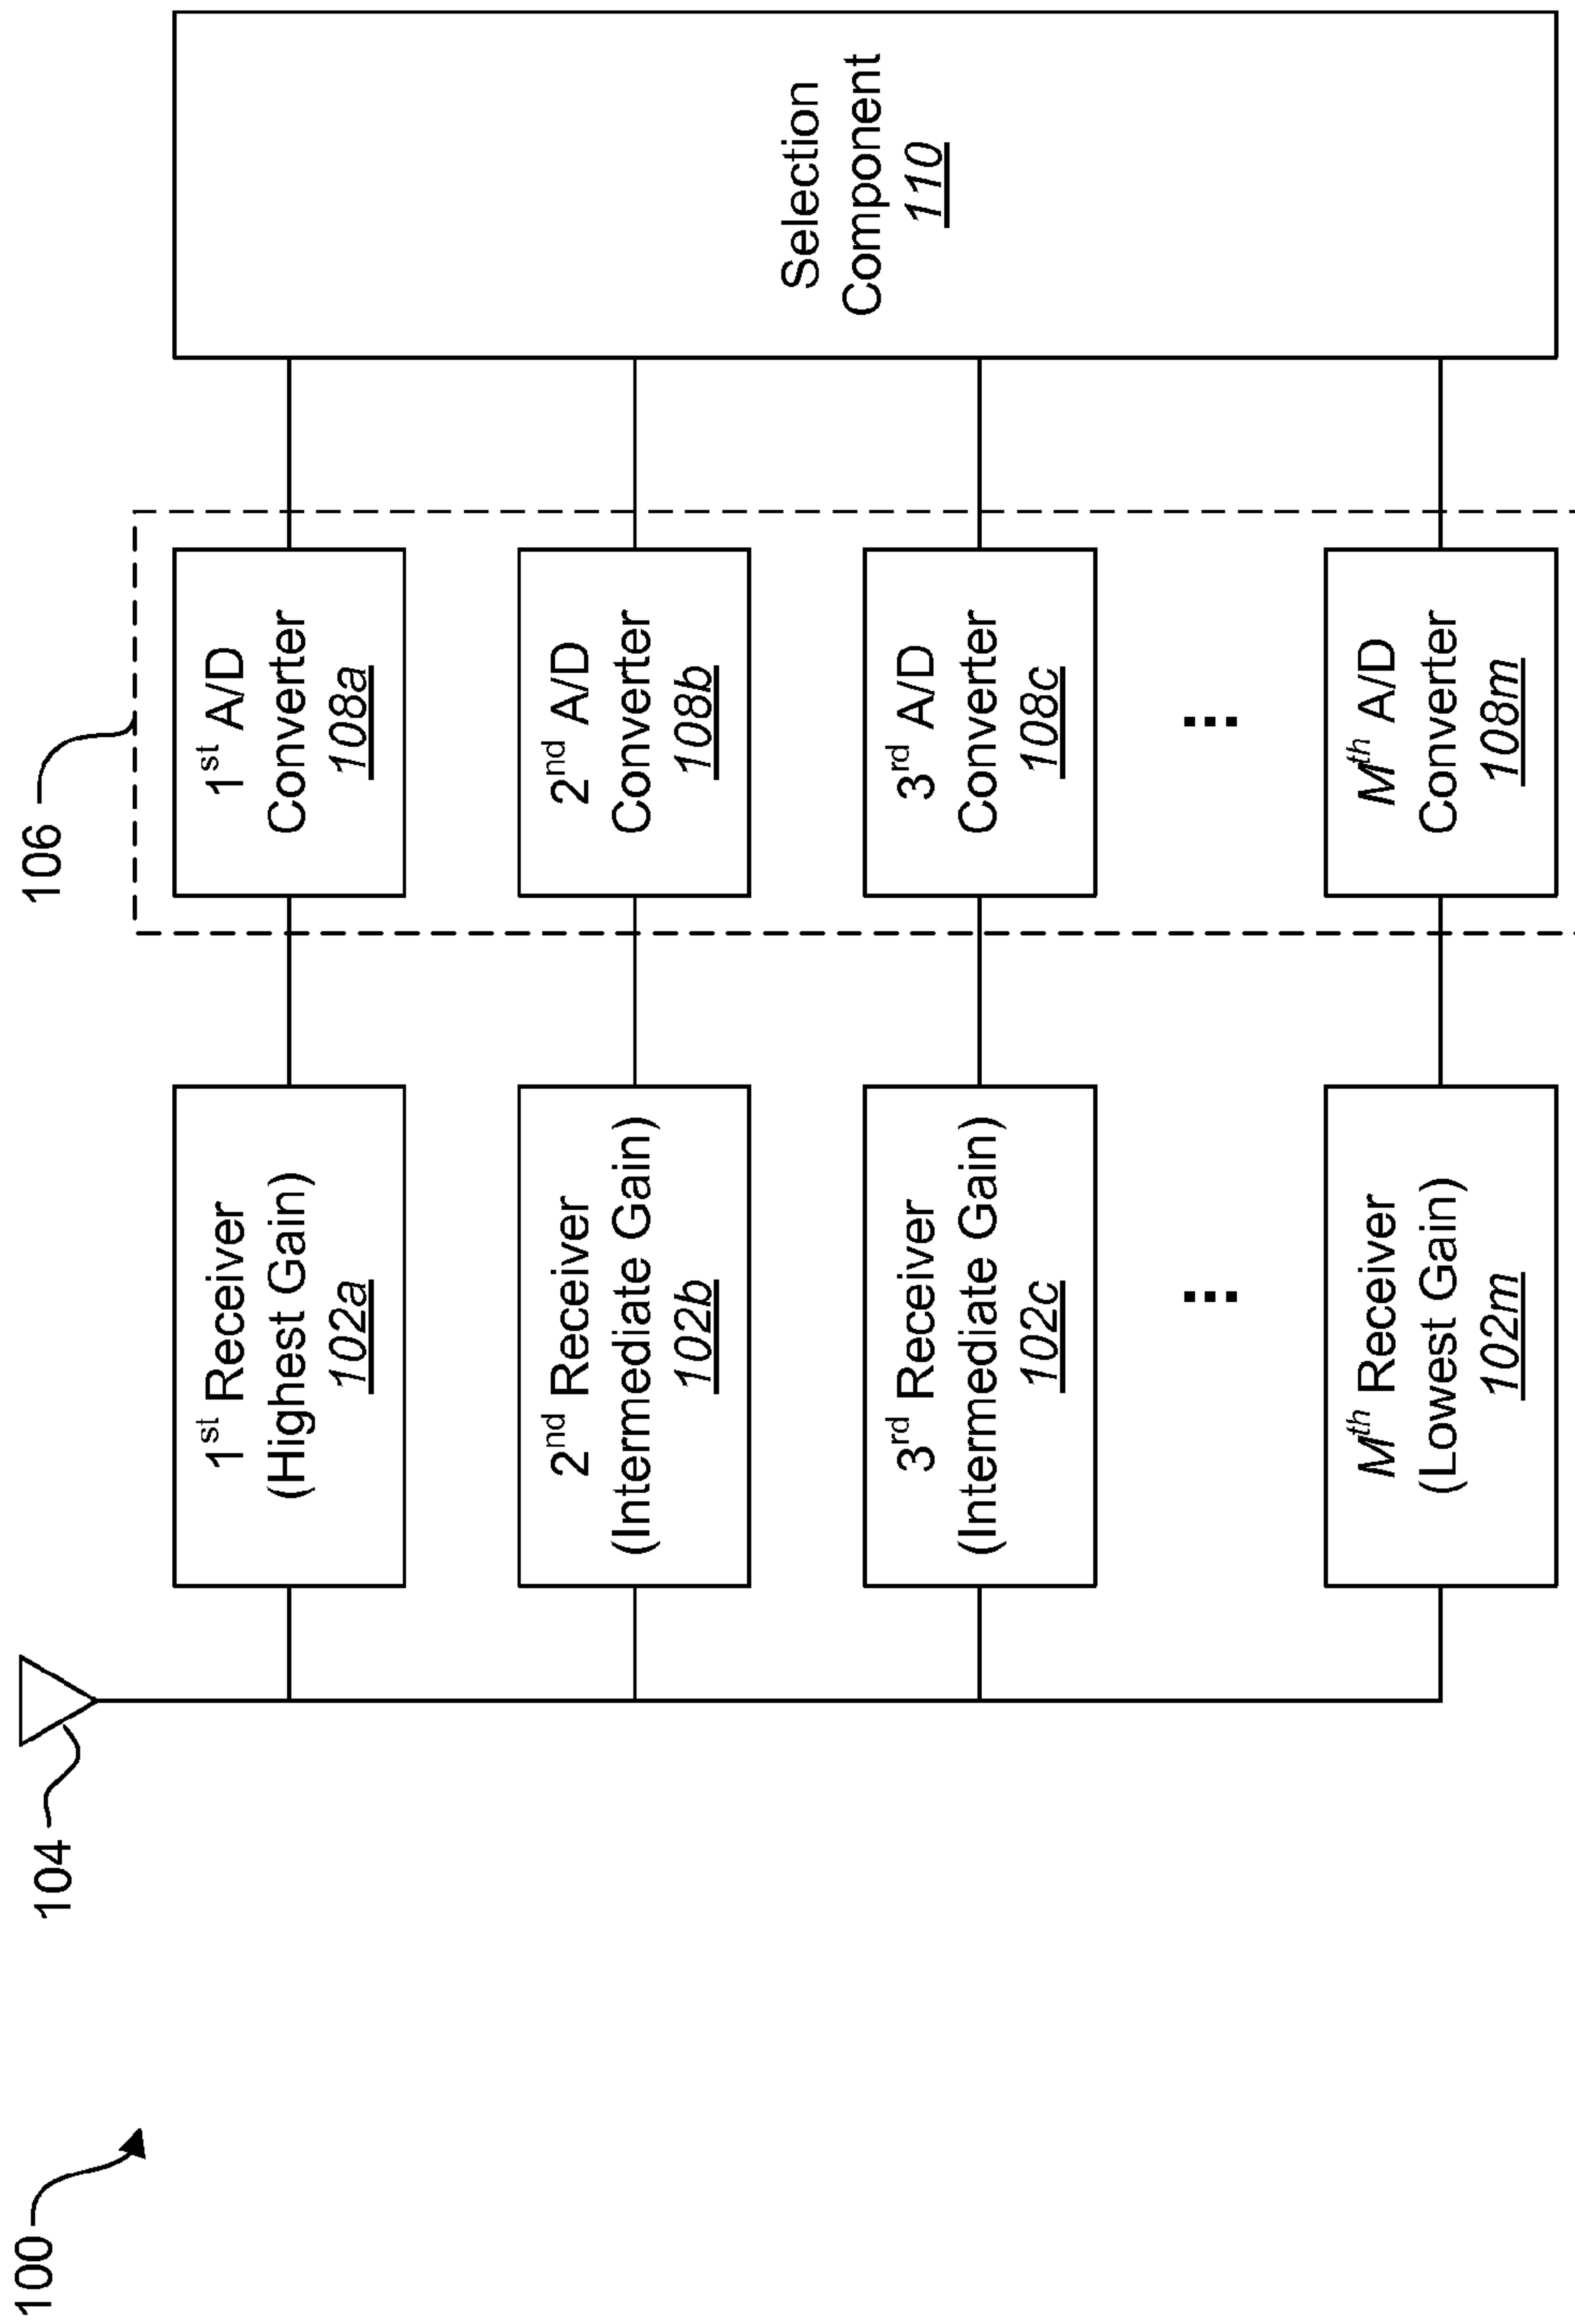 100
104
106
1st Receiver
(Highest Gain)
102a
1st A/D
Converter
108a
2nd Receiver
(Intermediate Gain)
102b
2nd A/D
Converter
108b
3rd Receiver
(Intermediate Gain)
102c
3rd A/D
Converter
108c
Mth Receiver
(Lowest Gain)
102m
Mth A/D
Converter
108m
Selection
Component
110